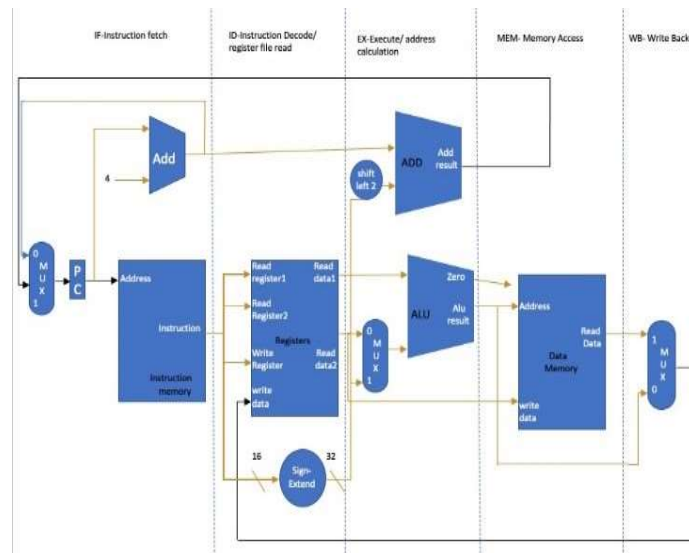 IF-Instruction fetch
ID-Instruction Decode/
register file read
EX-Execute/ address
calculation
MEM- Memory Access
WB- Write Back
Add
4
ADD
Add
result
shift
left 2
0
M
U
X
1
P
C
Address
Instruction
Instruction
memory
Read
register1
Read
data1
Read
Register2
Registers
Write
Register
Read
data2
write
data
0
M
U
X
1
Zero
ALU
Alu
result
Address
Read
Data
Data
Memory
write
data
1
M
U
X
0
16
Sign-
Extend
32